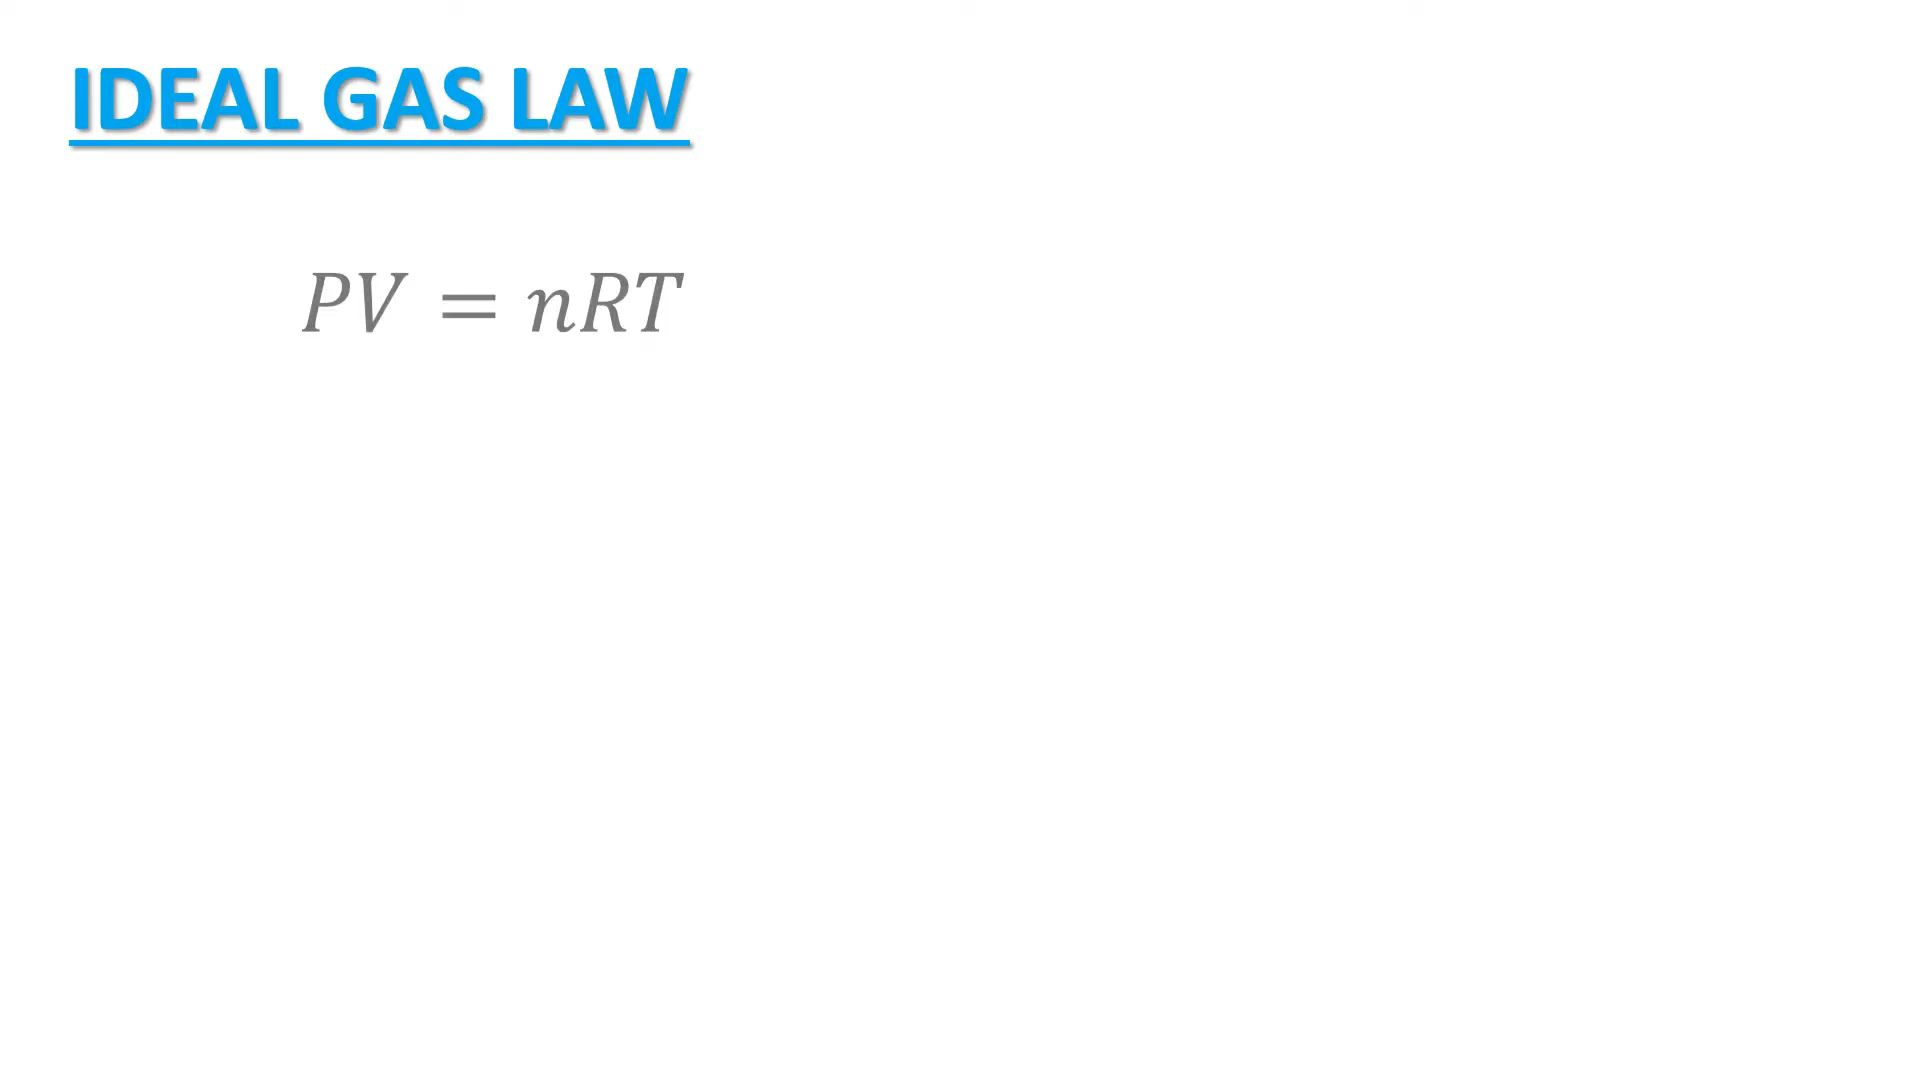 IDEAL GAS LAW
PV = nRT